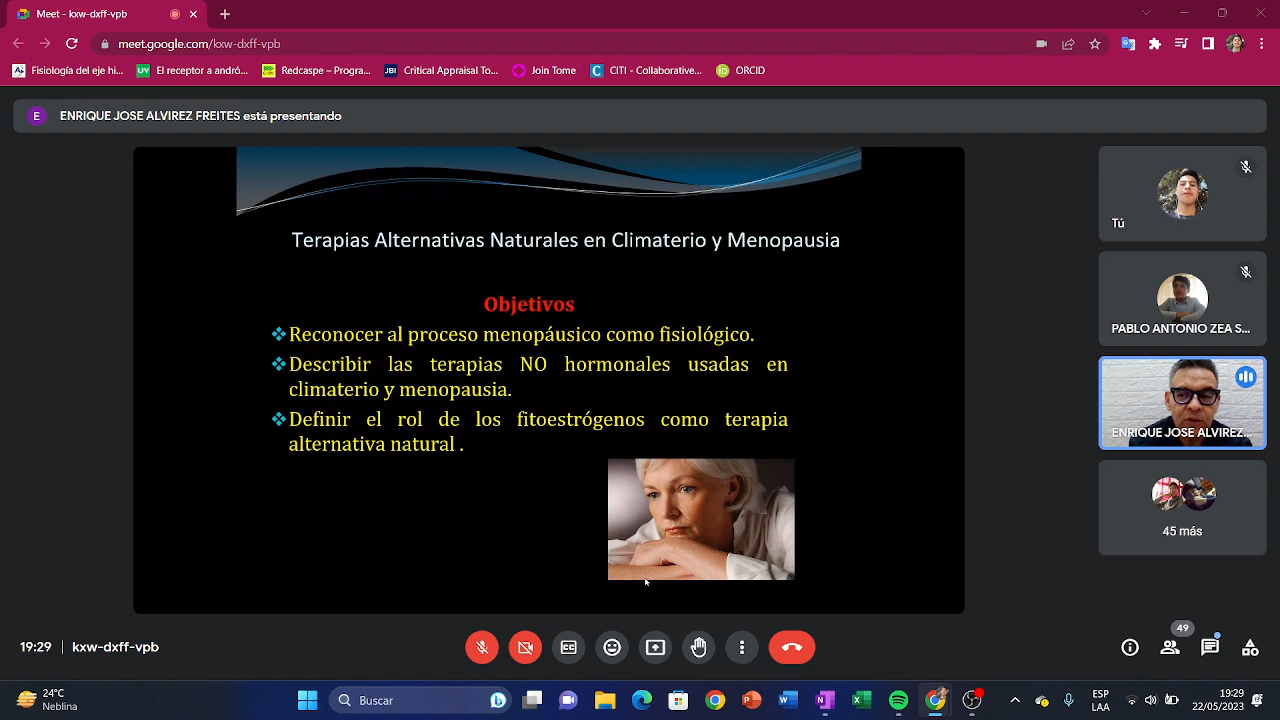 Meet - kxw-dxff-vpb
meet.google.com/kxw-dxff-vpb
Fisiología del eje hi...
UV El receptor a andró...
Redcaspe – Progra...
JBI Critical Appraisal To...
Join Tome
C CITI - Collaborative...
iD ORCID
E ENRIQUE JOSE ALVIREZ FREITES está presentando
Terapias Alternativas Naturales en Climaterio y Menopausia
Objetivos
Reconocer al proceso menopáusico como fisiológico.
Describir las terapias NO hormonales usadas en
climaterio y menopausia.
Definir el rol de los fitoestrógenos como terapia
alternativa natural .
Tú
PABLO ANTONIO ZEA S...
ENRIQUE JOSE ALVIREZ...
45 más
19:29 | kxw-dxff-vpb
49
24°C
Neblina
Buscar
ESP
LAA
19:29
22/05/2023